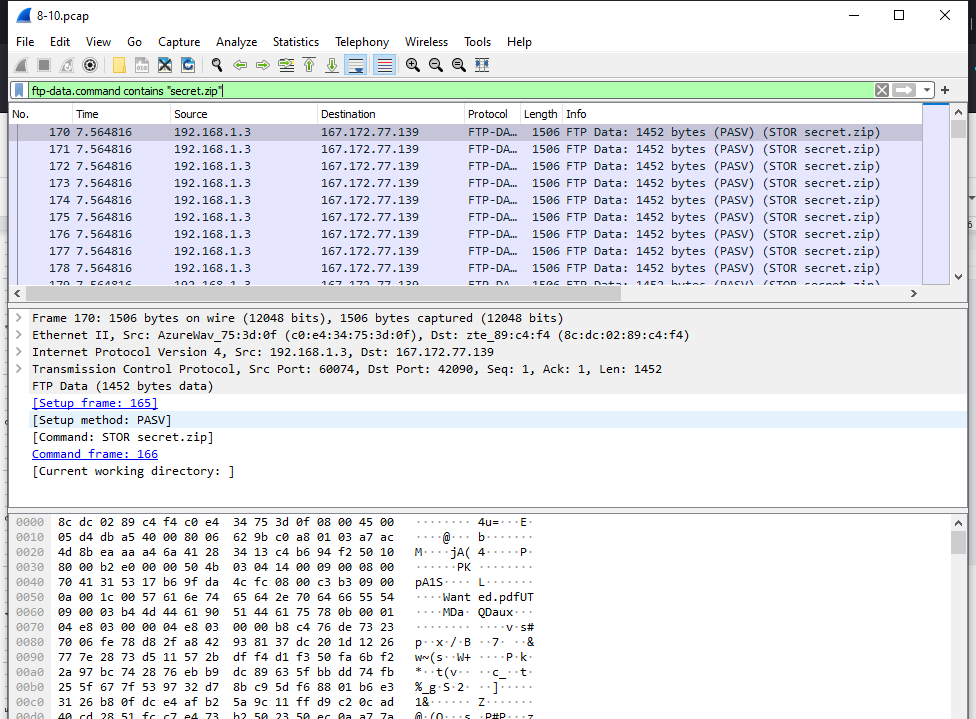 8-10.pcap
File Edit View Go Capture Analyze Statistics Telephony Wireless Tools Help
ftp-data.command contains "secret.zip"
No. Time Source Destination Protocol Length Info
170 7.564816 192.168.1.3 167.172.77.139 FTP-DA… 1506 FTP Data: 1452 bytes (PASV) (STOR secret.zip)
171 7.564816 192.168.1.3 167.172.77.139 FTP-DA… 1506 FTP Data: 1452 bytes (PASV) (STOR secret.zip)
172 7.564816 192.168.1.3 167.172.77.139 FTP-DA… 1506 FTP Data: 1452 bytes (PASV) (STOR secret.zip)
173 7.564816 192.168.1.3 167.172.77.139 FTP-DA… 1506 FTP Data: 1452 bytes (PASV) (STOR secret.zip)
174 7.564816 192.168.1.3 167.172.77.139 FTP-DA… 1506 FTP Data: 1452 bytes (PASV) (STOR secret.zip)
175 7.564816 192.168.1.3 167.172.77.139 FTP-DA… 1506 FTP Data: 1452 bytes (PASV) (STOR secret.zip)
176 7.564816 192.168.1.3 167.172.77.139 FTP-DA… 1506 FTP Data: 1452 bytes (PASV) (STOR secret.zip)
177 7.564816 192.168.1.3 167.172.77.139 FTP-DA… 1506 FTP Data: 1452 bytes (PASV) (STOR secret.zip)
178 7.564816 192.168.1.3 167.172.77.139 FTP-DA… 1506 FTP Data: 1452 bytes (PASV) (STOR secret.zip)
Frame 170: 1506 bytes on wire (12048 bits), 1506 bytes captured (12048 bits)
Ethernet II, Src: AzureWav_75:3d:0f (c0:e4:34:75:3d:0f), Dst: zte_89:c4:f4 (8c:dc:02:89:c4:f4)
Internet Protocol Version 4, Src: 192.168.1.3, Dst: 167.172.77.139
Transmission Control Protocol, Src Port: 60074, Dst Port: 42090, Seq: 1, Ack: 1, Len: 1452
FTP Data (1452 bytes data)
[Setup frame: 165]
[Setup method: PASV]
[Command: STOR secret.zip]
Command frame: 166
[Current working directory: ]
0000 8c dc 02 89 c4 f4 c0 e4 34 75 3d 0f 08 00 45 00 ········ 4u=···E·
0010 05 d4 db a5 40 00 80 06 62 9b c0 a8 01 03 a7 ac ····@··· b·······
0020 4d 8b ea aa a4 6a 41 28 34 13 c4 b6 94 f2 50 10 M····jA( 4·····P·
0030 80 00 b2 e0 00 00 50 4b 03 04 14 00 09 00 08 00 ······PK ········
0040 70 41 31 53 17 b6 9f da 4c fc 08 00 c3 b3 09 00 pA1S···· L·······
0050 0a 00 1c 00 57 61 6e 74 65 64 2e 70 64 66 55 54 ····Want ed.pdfUT
0060 09 00 03 b4 4d 44 61 90 51 44 61 75 78 0b 00 01 ····MDa· QDaux···
0070 04 e8 03 00 00 04 e8 03 00 00 b8 c4 76 de 73 23 ········ ····v·s#
0080 70 06 fe 78 d8 2f a8 42 93 81 37 dc 20 1d 12 26 p··x·/·B ··7· ··&
0090 77 7e 28 73 d5 11 57 2b df f4 d1 f3 50 fa 6b f2 w~(s··W+ ····P·k·
00a0 2a 97 bc 74 28 76 eb b9 dc 89 63 5f bb dd 74 fb *··t(v·· ··c_··t·
00b0 25 5f 67 7f 53 97 32 d7 8b c9 5d f6 88 01 b6 e3 %_g·S·2· ··]·····
00c0 31 26 b8 0f dc e4 af b2 5a 9c 11 ff d9 c2 0c ad 1&······ Z·······